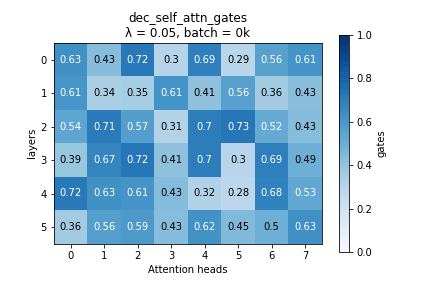 dec_self_attn_gates
λ = 0.05, batch = 0k
0 0.63 0.43 0.72 0.3 0.69 0.29 0.56 0.61
1 0.61 0.34 0.35 0.61 0.41 0.56 0.36 0.43
2 0.54 0.71 0.57 0.31 0.7 0.73 0.52 0.43
3 0.39 0.67 0.72 0.41 0.7 0.3 0.69 0.49
4 0.72 0.63 0.61 0.43 0.32 0.28 0.68 0.53
5 0.36 0.56 0.59 0.43 0.62 0.45 0.5 0.63
0 1 2 3 4 5 6 7
Attention heads
layers
1.0
0.8
0.6
0.4
0.2
0.0
gates